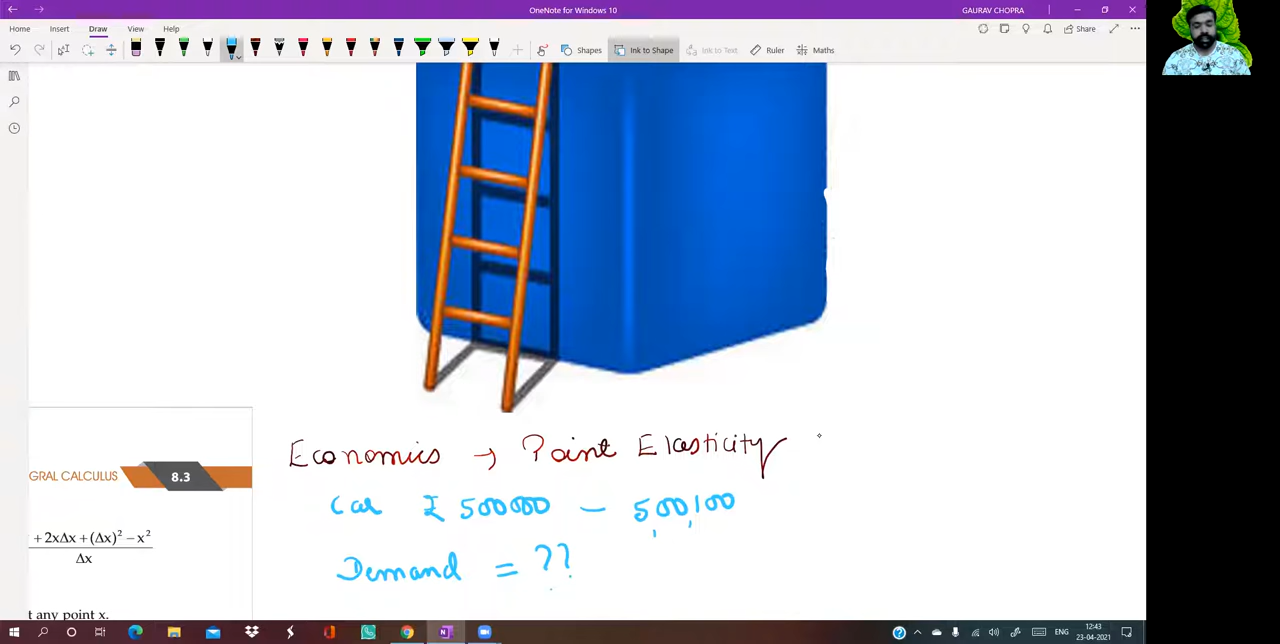 OneNote for Windows 10
GAURAV CHOPRA
Home Insert Draw View Help
Shapes Ink to Shape Ink to Text Ruler Maths
Share
Economics → Point Elasticity
GRAL CALCULUS 8.3
Car ₹ 500000 – 500,100
+ 2xΔx + (Δx)² – x²
Δx
Demand = ??
t any point x.
ENG
12:43
23-04-2021